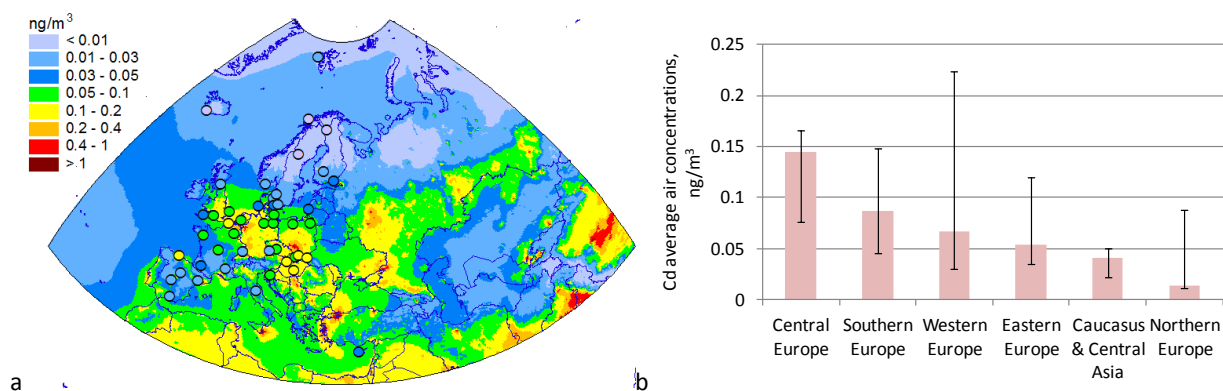 ng/m³
< 0.01
0.01 - 0.03
0.03 - 0.05
0.05 - 0.1
0.1 - 0.2
0.2 - 0.4
0.4 - 1
> 1
a
Cd average air concentrations,
ng/m³
0.25
0.2
0.15
0.1
0.05
0
Central
Europe
Southern
Europe
Western
Europe
Eastern
Europe
Caucasus
& Central
Asia
Northern
Europe
b